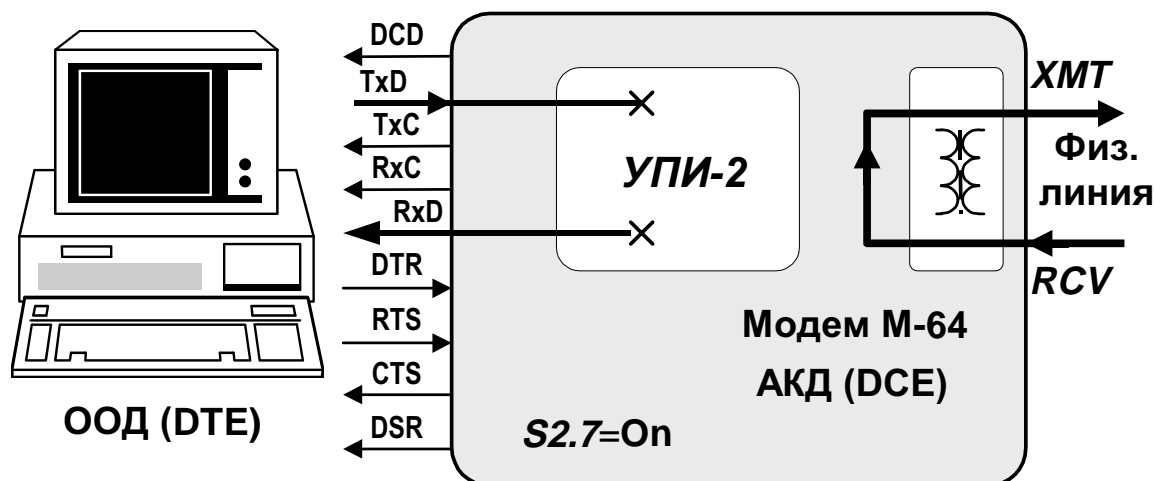 DCD
TxD
TxC
RxC
RxD
DTR
RTS
CTS
DSR
ООД (DTE)
УПИ-2
XMT
Физ.
линия
RCV
Модем М-64
АКД (DCE)
S2.7=On